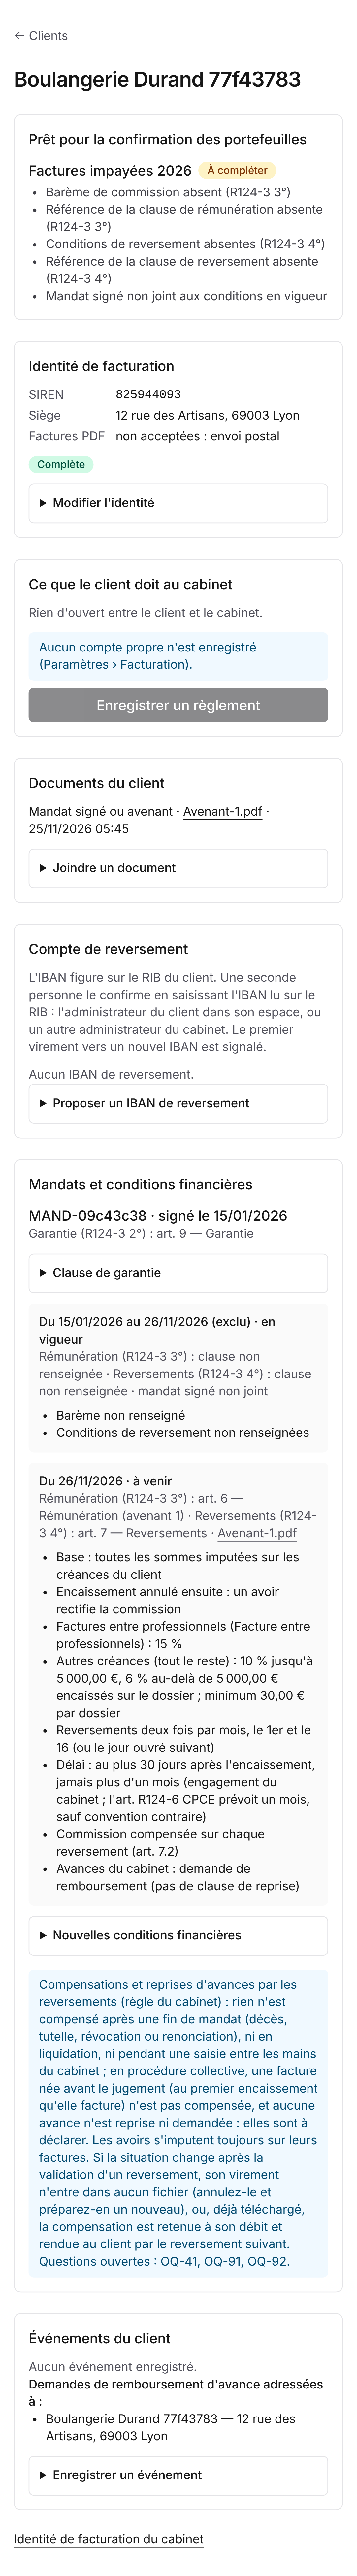 ← Clients
Boulangerie Durand 77f43783
Prêt pour la confirmation des portefeuilles
Factures impayées 2026 À compléter
• Barème de commission absent (R124-3 3°)
• Référence de la clause de rémunération absente
(R124-3 3°)
• Conditions de reversement absentes (R124-3 4°)
• Référence de la clause de reversement absente
(R124-3 4°)
• Mandat signé non joint aux conditions en vigueur
Identité de facturation
SIREN 825944093
Siège 12 rue des Artisans, 69003 Lyon
Factures PDF non acceptées : envoi postal
Complète
▶ Modifier l'identité
Ce que le client doit au cabinet
Rien d'ouvert entre le client et le cabinet.
Aucun compte propre n'est enregistré
(Paramètres › Facturation).
Enregistrer un règlement
Documents du client
Mandat signé ou avenant · Avenant-1.pdf ·
25/11/2026 05:45
▶ Joindre un document
Compte de reversement
L'IBAN figure sur le RIB du client. Une seconde
personne le confirme en saisissant l'IBAN lu sur le
RIB : l'administrateur du client dans son espace, ou
un autre administrateur du cabinet. Le premier
virement vers un nouvel IBAN est signalé.
Aucun IBAN de reversement.
▶ Proposer un IBAN de reversement
Mandats et conditions financières
MAND-09c43c38 · signé le 15/01/2026
Garantie (R124-3 2°) : art. 9 — Garantie
▶ Clause de garantie
Du 15/01/2026 au 26/11/2026 (exclu) · en
vigueur
Rémunération (R124-3 3°) : clause non
renseignée · Reversements (R124-3 4°) : clause
non renseignée · mandat signé non joint
• Barème non renseigné
• Conditions de reversement non renseignées
Du 26/11/2026 · à venir
Rémunération (R124-3 3°) : art. 6 —
Rémunération (avenant 1) · Reversements (R124-
3 4°) : art. 7 — Reversements · Avenant-1.pdf
• Base : toutes les sommes imputées sur les
créances du client
• Encaissement annulé ensuite : un avoir
rectifie la commission
• Factures entre professionnels (Facture entre
professionnels) : 15 %
• Autres créances (tout le reste) : 10 % jusqu'à
5 000,00 €, 6 % au-delà de 5 000,00 €
encaissés sur le dossier ; minimum 30,00 €
par dossier
• Reversements deux fois par mois, le 1er et le
16 (ou le jour ouvré suivant)
• Délai : au plus 30 jours après l'encaissement,
jamais plus d'un mois (engagement du
cabinet ; l'art. R124-6 CPCE prévoit un mois,
sauf convention contraire)
• Commission compensée sur chaque
reversement (art. 7.2)
• Avances du cabinet : demande de
remboursement (pas de clause de reprise)
▶ Nouvelles conditions financières
Compensations et reprises d'avances par les
reversements (règle du cabinet) : rien n'est
compensé après une fin de mandat (décès,
tutelle, révocation ou renonciation), ni en
liquidation, ni pendant une saisie entre les mains
du cabinet ; en procédure collective, une facture
née avant le jugement (au premier encaissement
qu'elle facture) n'est pas compensée, et aucune
avance n'est reprise ni demandée : elles sont à
déclarer. Les avoirs s'imputent toujours sur leurs
factures. Si la situation change après la
validation d'un reversement, son virement
n'entre dans aucun fichier (annulez-le et
préparez-en un nouveau), ou, déjà téléchargé,
la compensation est retenue à son débit et
rendue au client par le reversement suivant.
Questions ouvertes : OQ-41, OQ-91, OQ-92.
Événements du client
Aucun événement enregistré.
Demandes de remboursement d'avance adressées
à :
• Boulangerie Durand 77f43783 — 12 rue des
Artisans, 69003 Lyon
▶ Enregistrer un événement
Identité de facturation du cabinet